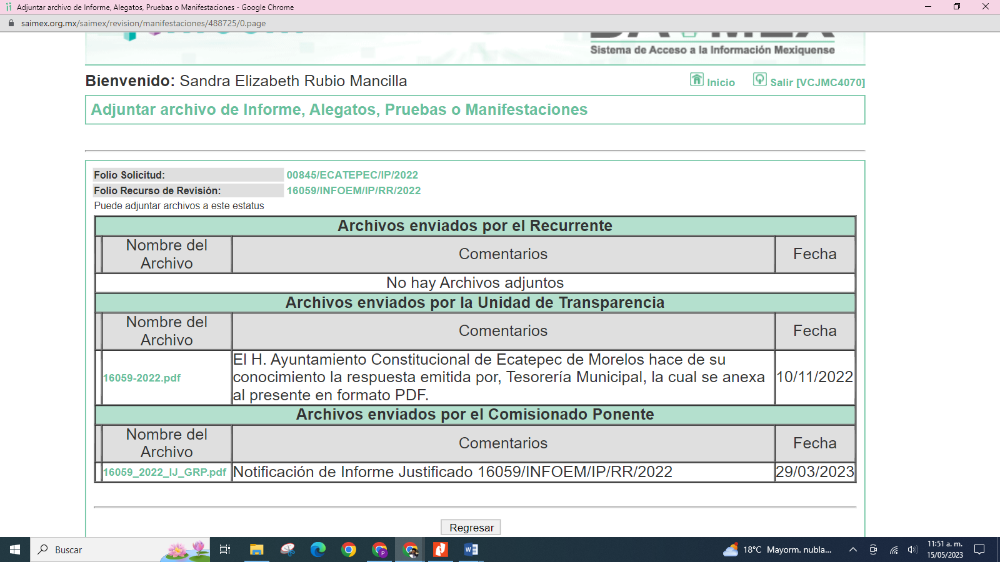 Adjuntar archivo de Informe, Alegatos, Pruebas o Manifestaciones - Google Chrome
saimex.org.mx/saimex/revision/manifestaciones/488725/0.page
Sistema de Acceso a la Información Mexiquense
Bienvenido: Sandra Elizabeth Rubio Mancilla
Inicio
Salir [VCJMC4070]
Adjuntar archivo de Informe, Alegatos, Pruebas o Manifestaciones
Folio Solicitud: 00845/ECATEPEC/IP/2022
Folio Recurso de Revisión: 16059/INFOEM/IP/RR/2022
Puede adjuntar archivos a este estatus
Archivos enviados por el Recurrente
Nombre del
Archivo
Comentarios
Fecha
No hay Archivos adjuntos
Archivos enviados por la Unidad de Transparencia
Nombre del
Archivo
Comentarios
Fecha
16059-2022.pdf
El H. Ayuntamiento Constitucional de Ecatepec de Morelos hace de su
conocimiento la respuesta emitida por, Tesorería Municipal, la cual se anexa
al presente en formato PDF.
10/11/2022
Archivos enviados por el Comisionado Ponente
Nombre del
Archivo
Comentarios
Fecha
16059_2022_IJ_GRP.pdf
Notificación de Informe Justificado 16059/INFOEM/IP/RR/2022
29/03/2023
Regresar
Buscar
18°C Mayorm. nubla...
11:51 a. m.
15/05/2023